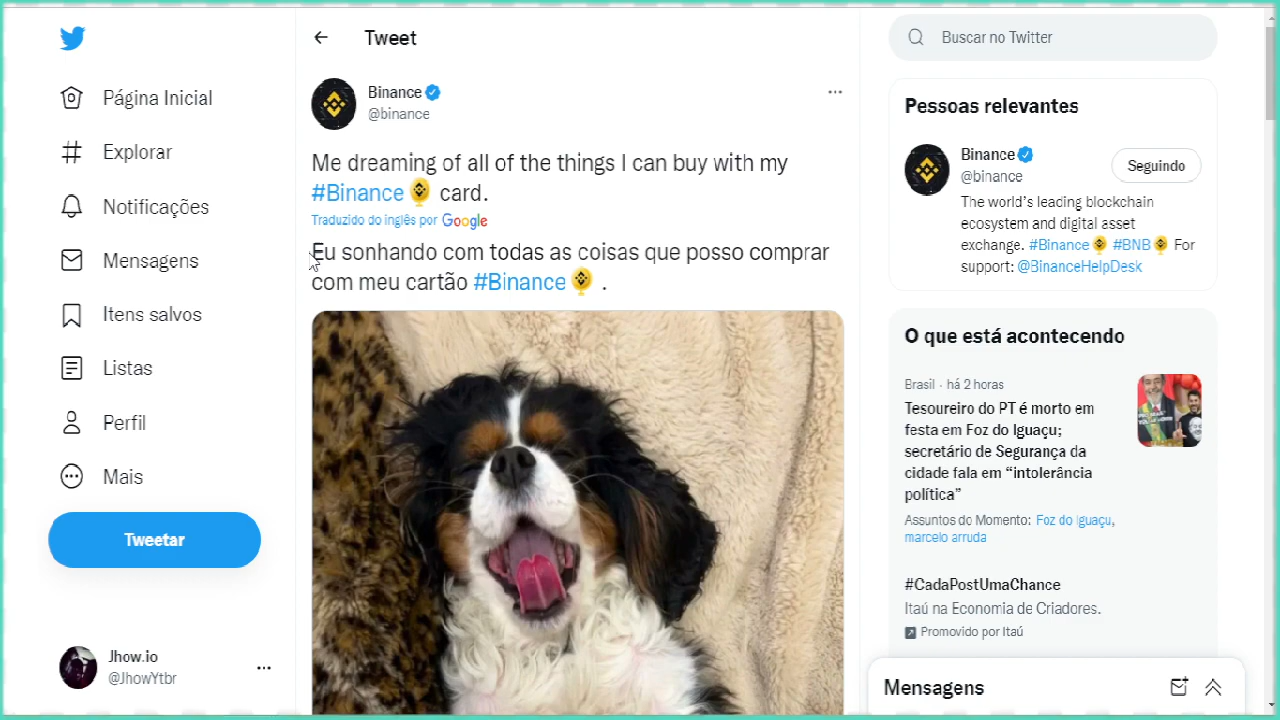 Página Inicial
Explorar
Notificações
Mensagens
Itens salvos
Listas
Perfil
Mais
Tweetar
Jhow.io
@JhowYtbr
Tweet
Binance
@binance
Me dreaming of all of the things I can buy with my
#Binance card.
Traduzido do inglês por Google
Eu sonhando com todas as coisas que posso comprar
com meu cartão #Binance .
Buscar no Twitter
Pessoas relevantes
Binance
@binance
Seguindo
The world's leading blockchain
ecosystem and digital asset
exchange. #Binance #BNB For
support: @BinanceHelpDesk
O que está acontecendo
Brasil · há 2 horas
Tesoureiro do PT é morto em
festa em Foz do Iguaçu;
secretário de Segurança da
cidade fala em “intolerância
política”
Assuntos do Momento: Foz do Iguaçu,
marcelo arruda
#CadaPostUmaChance
Itaú na Economia de Criadores.
Promovido por Itaú
Mensagens